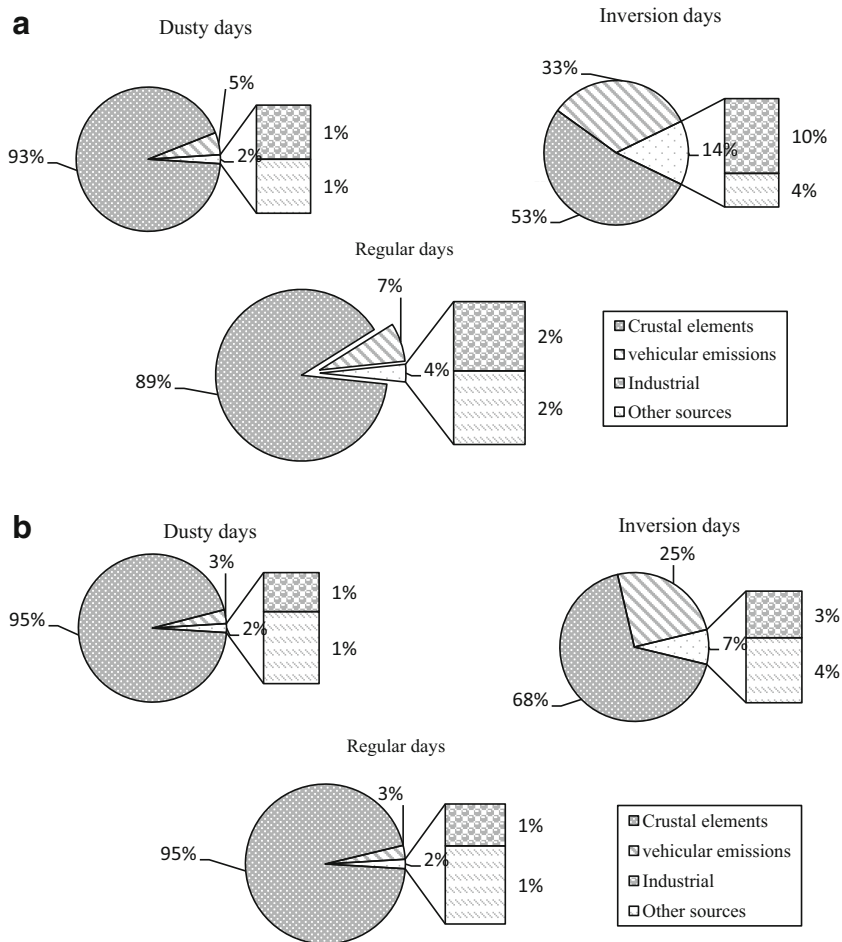 a
Dusty days
5%
93%
2%
1%
1%
Inversion days
33%
14%
53%
10%
4%
Regular days
7%
89%
4%
2%
2%
Crustal elements
vehicular emissions
Industrial
Other sources
b
Dusty days
3%
95%
2%
1%
1%
Inversion days
25%
7%
68%
3%
4%
Regular days
3%
95%
2%
1%
1%
Crustal elements
vehicular emissions
Industrial
Other sources